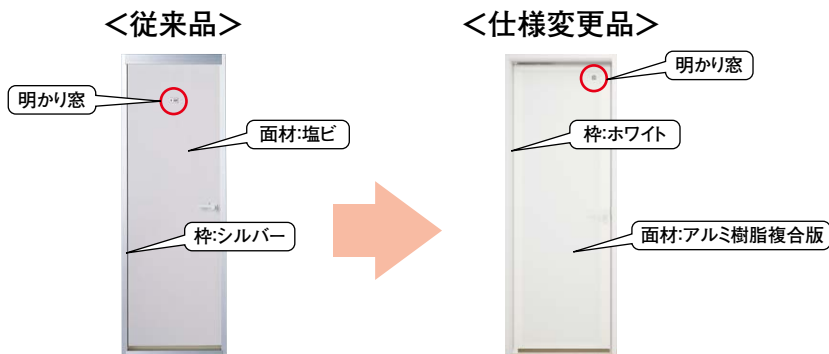 ＜従来品＞
明かり窓
面材:塩ビ
枠:シルバー
＜仕様変更品＞
明かり窓
枠:ホワイト
面材:アルミ樹脂複合版